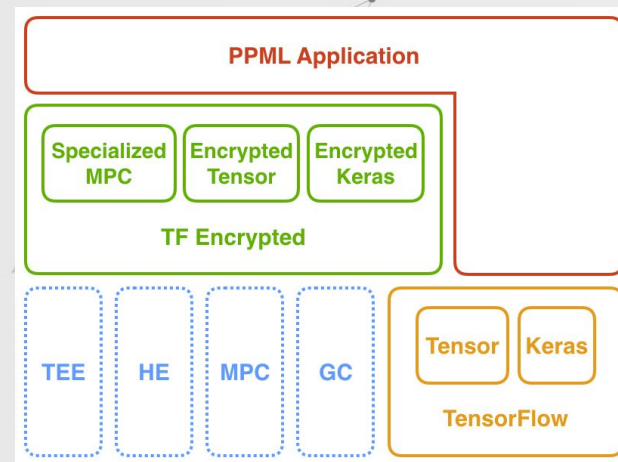 PPML Application
Specialized
MPC
Encrypted
Tensor
Encrypted
Keras
TF Encrypted
TEE
HE
MPC
GC
Tensor
Keras
TensorFlow